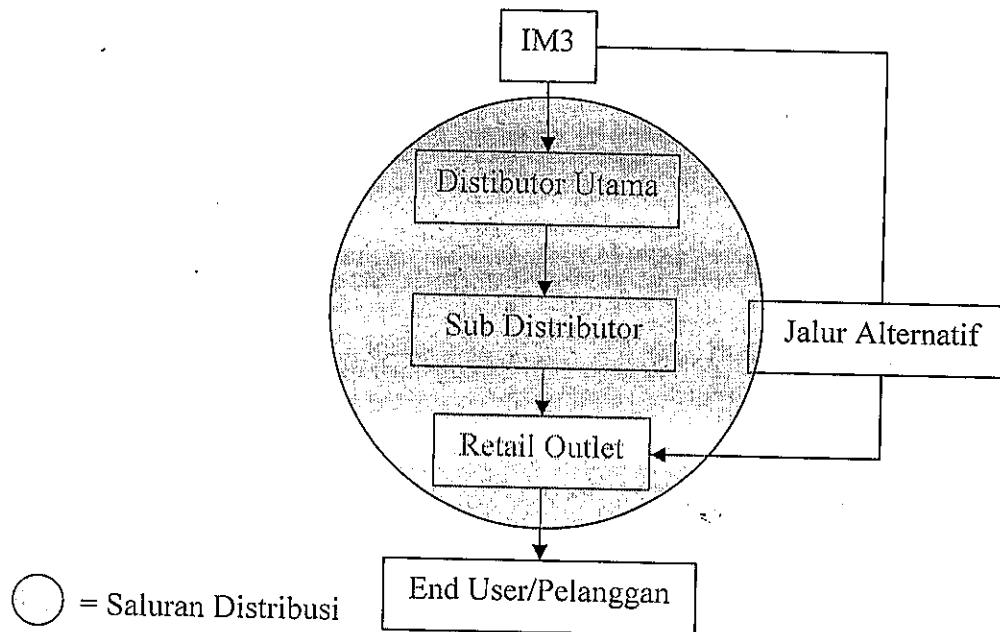 IM3
Distibutor Utama
Sub Distributor
Jalur Alternatif
Retail Outlet
End User/Pelanggan
= Saluran Distribusi